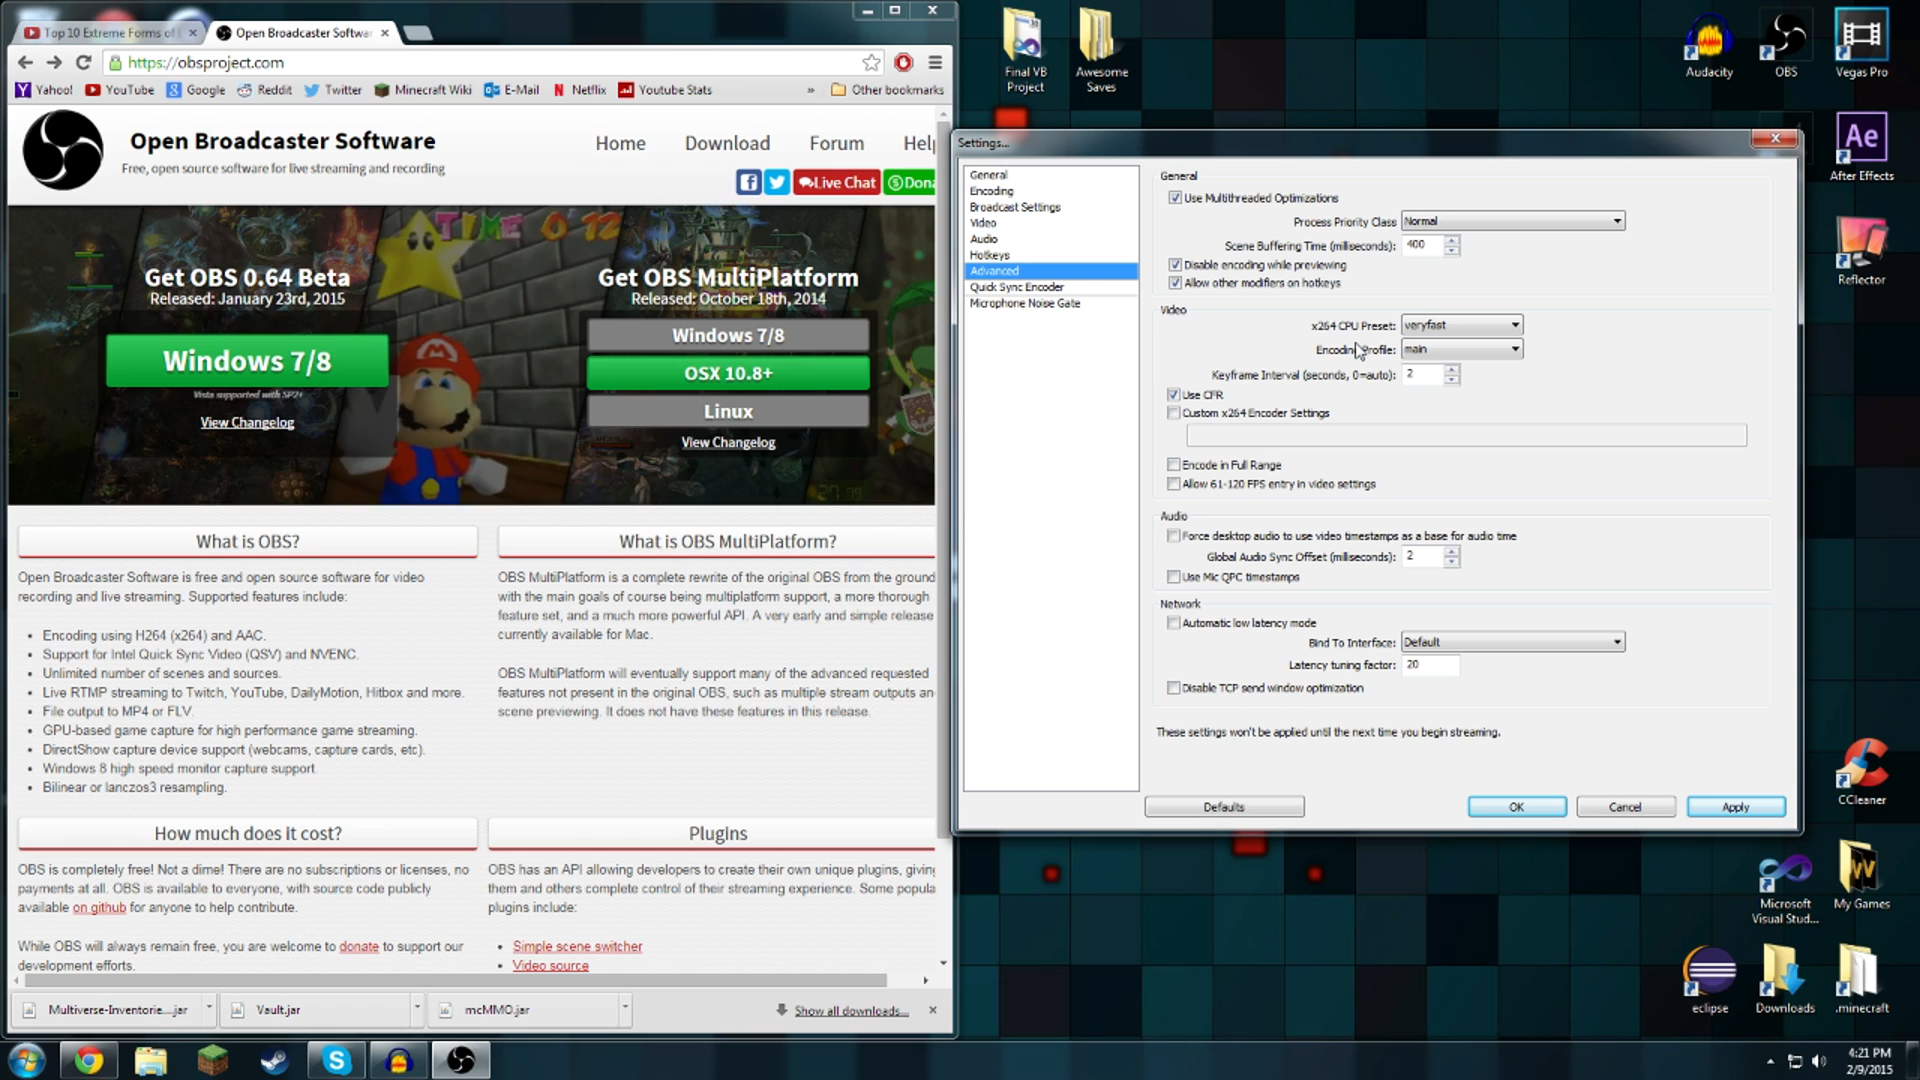 Top 10 Extreme Forms of
Open Broadcaster Softwa
https://obsproject.com
Yahoo!
YouTube
Google
Reddit
Twitter
Minecraft Wiki
E-Mail
Netflix
Youtube Stats
»
Other bookmarks
Open Broadcaster Software
Free, open source software for live streaming and recording
Home
Download
Forum
Help
Live Chat
Dona
TIME 0 12
Get OBS 0.64 Beta
Released: January 23rd, 2015
Windows 7/8
Vista supported with SP2+
View Changelog
Get OBS MultiPlatform
Released: October 18th, 2014
Windows 7/8
OSX 10.8+
Linux
View Changelog
What is OBS?
Open Broadcaster Software is free and open source software for video
recording and live streaming. Supported features include:
• Encoding using H264 (x264) and AAC.
• Support for Intel Quick Sync Video (QSV) and NVENC.
• Unlimited number of scenes and sources.
• Live RTMP streaming to Twitch, YouTube, DailyMotion, Hitbox and more.
• File output to MP4 or FLV.
• GPU-based game capture for high performance game streaming.
• DirectShow capture device support (webcams, capture cards, etc).
• Windows 8 high speed monitor capture support.
• Bilinear or lanczos3 resampling.
What is OBS MultiPlatform?
OBS MultiPlatform is a complete rewrite of the original OBS from the ground
with the main goals of course being multiplatform support, a more thorough
feature set, and a much more powerful API. A very early and simple release
currently available for Mac.
OBS MultiPlatform will eventually support many of the advanced requested
features not present in the original OBS, such as multiple stream outputs an
scene previewing. It does not have these features in this release.
How much does it cost?
OBS is completely free! Not a dime! There are no subscriptions or licenses, no
payments at all. OBS is available to everyone, with source code publicly
available on github for anyone to help contribute.
While OBS will always remain free, you are welcome to donate to support our
development efforts.
Plugins
OBS has an API allowing developers to create their own unique plugins, giving
them and others complete control of their streaming experience. Some popula
plugins include:
• Simple scene switcher
• Video source
Multiverse-Inventorie....jar
Vault.jar
mcMMO.jar
Show all downloads...
Settings...
General
Encoding
Broadcast Settings
Video
Audio
Hotkeys
Advanced
Quick Sync Encoder
Microphone Noise Gate
General
Use Multithreaded Optimizations
Process Priority Class Normal
Scene Buffering Time (milliseconds): 400
Disable encoding while previewing
Allow other modifiers on hotkeys
Video
x264 CPU Preset: veryfast
Encoding Profile: main
Keyframe Interval (seconds, 0=auto): 2
Use CFR
Custom x264 Encoder Settings
Encode in Full Range
Allow 61-120 FPS entry in video settings
Audio
Force desktop audio to use video timestamps as a base for audio time
Global Audio Sync Offset (milliseconds): 2
Use Mic QPC timestamps
Network
Automatic low latency mode
Bind To Interface: Default
Latency tuning factor: 20
Disable TCP send window optimization
These settings won't be applied until the next time you begin streaming.
Defaults
OK
Cancel
Apply
Final VB
Project
Awesome
Saves
Audacity
OBS
Vegas Pro
Ae
After Effects
Reflector
CCleaner
Microsoft
Visual Stud...
My Games
eclipse
Downloads
.minecraft
4:21 PM
2/9/2015